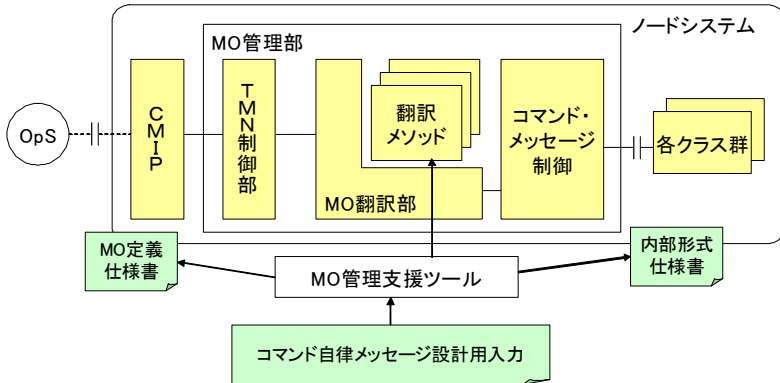 ノードシステム
MO管理部
OpS
CMIP
TMN制御部
翻訳
メソッド
MO翻訳部
コマンド・
メッセージ
制御
各クラス群
MO定義
仕様書
内部形式
仕様書
MO管理支援ツール
コマンド自律メッセージ設計用入力